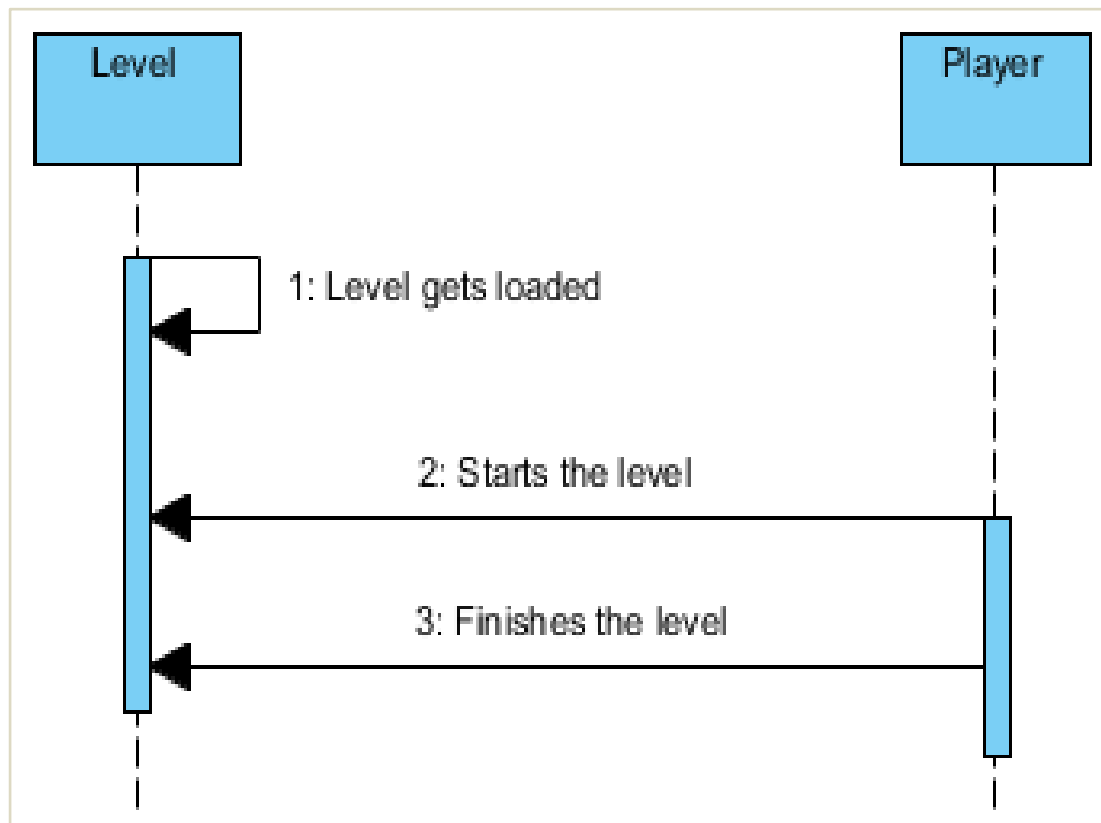 Level
Player
1: Level gets loaded
2: Starts the level
3: Finishes the level